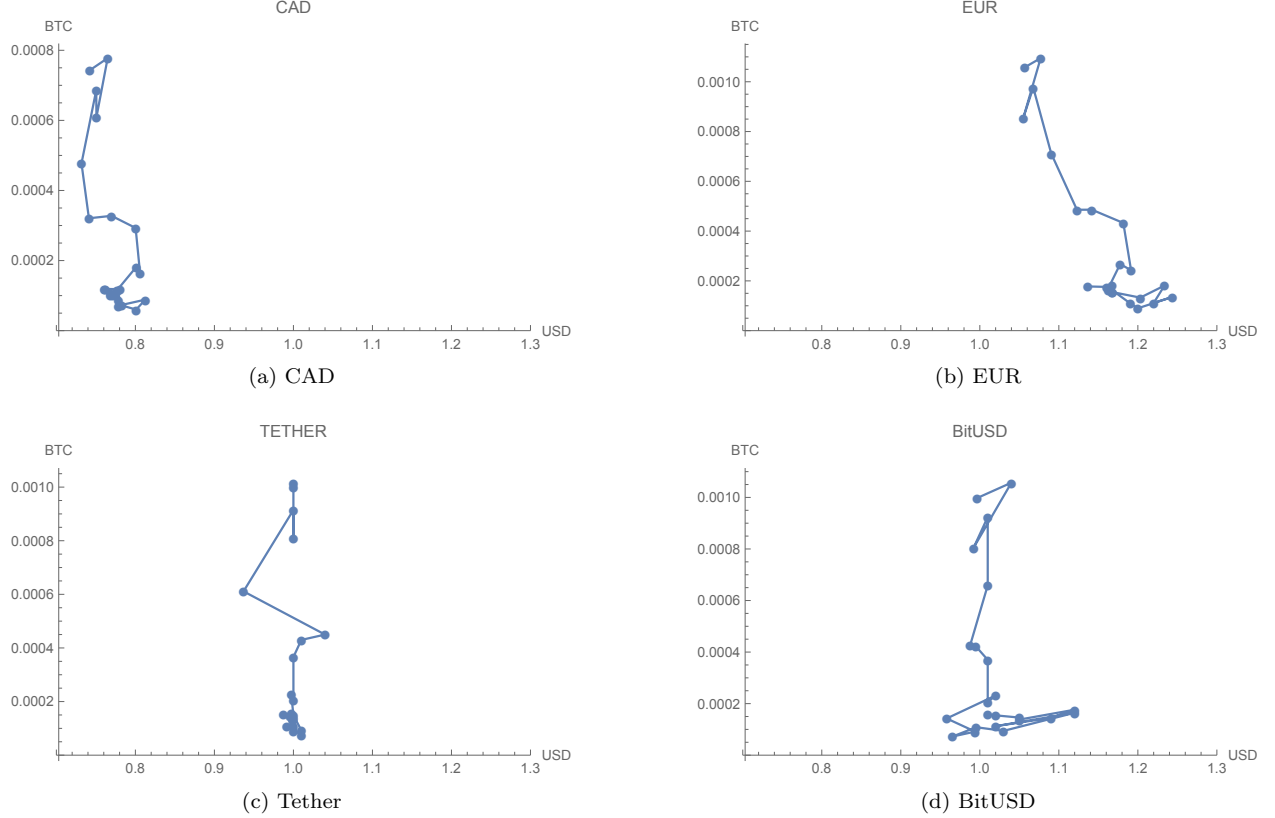 CAD
BTC
0.0008
0.0006
0.0004
0.0002
0.8 0.9 1.0 1.1 1.2 1.3
USD
(a) CAD
EUR
BTC
0.0010
0.0008
0.0006
0.0004
0.0002
0.8 0.9 1.0 1.1 1.2 1.3
USD
(b) EUR
TETHER
BTC
0.0010
0.0008
0.0006
0.0004
0.0002
0.8 0.9 1.0 1.1 1.2 1.3
USD
(c) Tether
BitUSD
BTC
0.0010
0.0008
0.0006
0.0004
0.0002
0.8 0.9 1.0 1.1 1.2 1.3
USD
(d) BitUSD